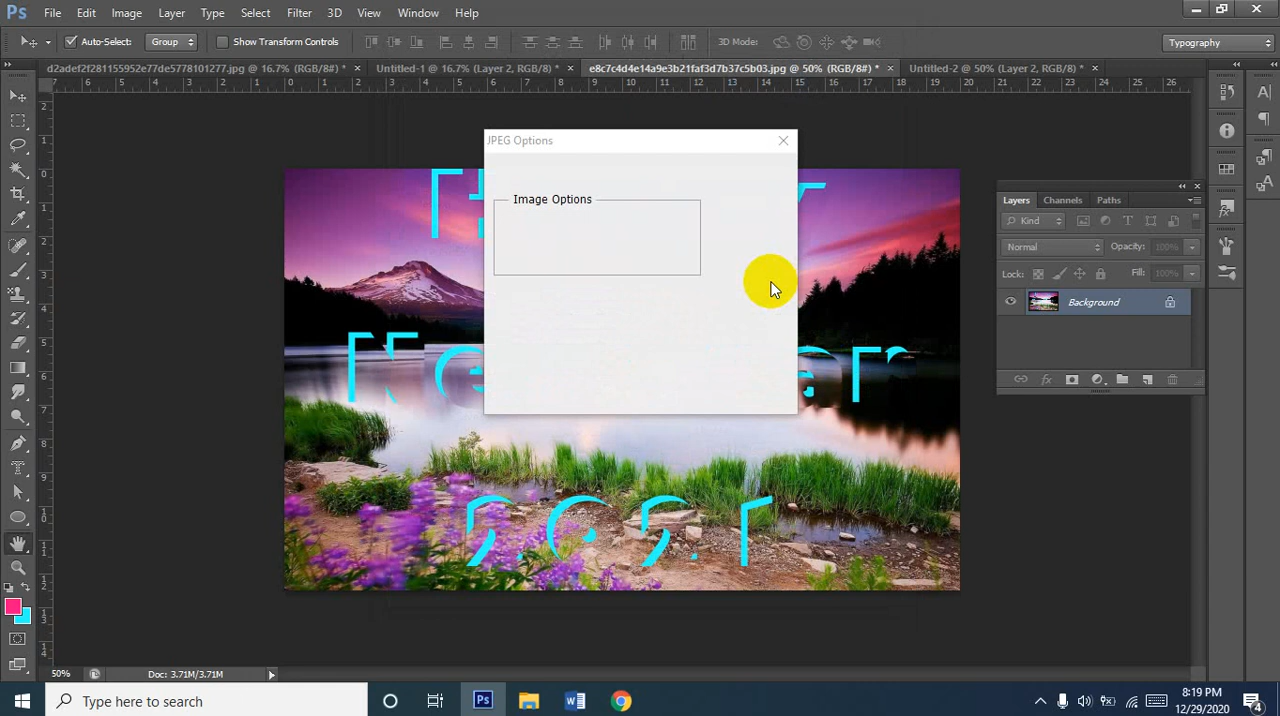 Ps File Edit Image Layer Type Select Filter 3D View Window Help
Auto-Select: Group Show Transform Controls 3D Mode: Typography
d2adef2f281155952e77de5778101277.jpg @ 16.7% (RGB/8#) * × Untitled-1 @ 16.7% (Layer 2, RGB/8) * × e8c7c4d4e14a9e3b21faf3d7b37c5b03.jpg @ 50% (RGB/8#) * × Untitled-2 @ 50% (Layer 2, RGB/8) * ×
JPEG Options
Image Options
Layers Channels Paths
Kind
Normal Opacity: 100%
Lock: Fill: 100%
Background
50% Doc: 3.71M/3.71M
Type here to search
8:19 PM
12/29/2020
4